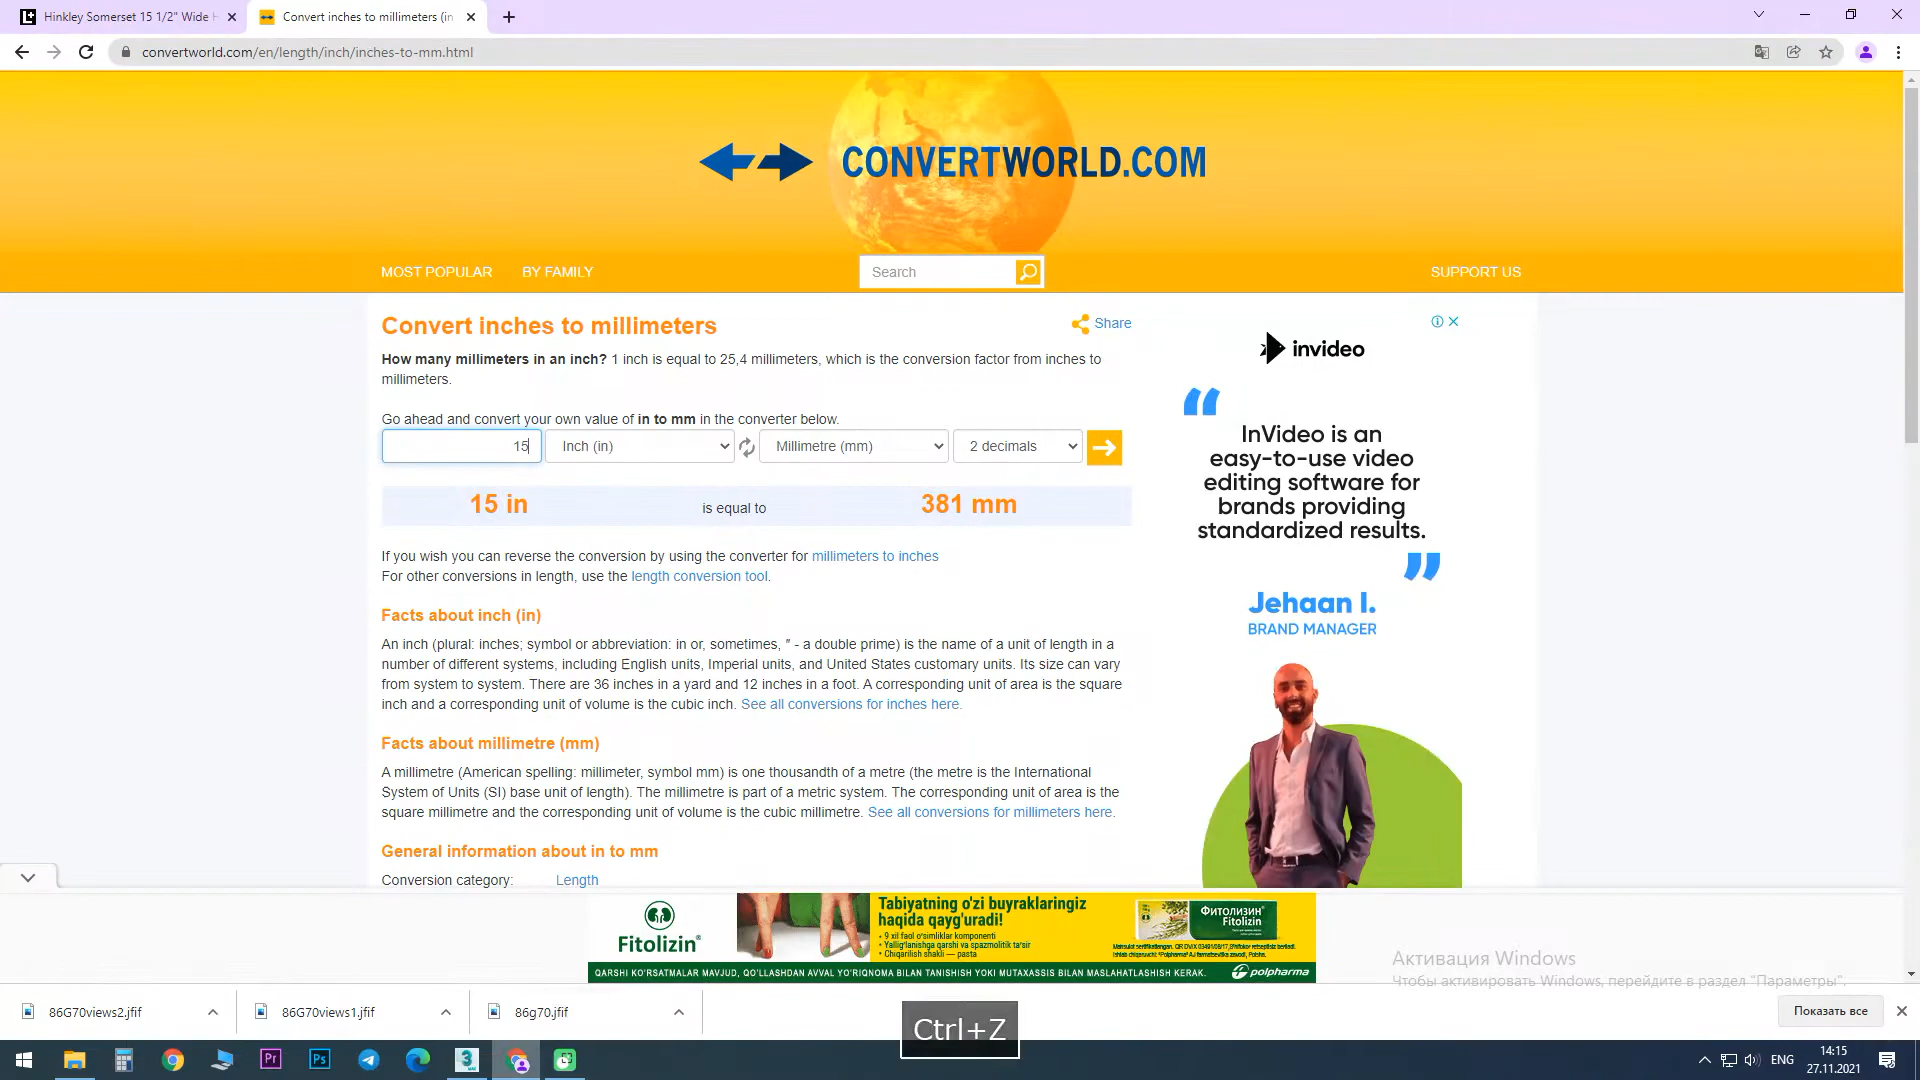 Hinkley Somerset 15 1/2" Wide H
Convert inches to millimeters (in
convertworld.com/en/length/inch/inches-to-mm.html
CONVERTWORLD.COM
MOST POPULAR
BY FAMILY
Search
SUPPORT US
Convert inches to millimeters
Share
How many millimeters in an inch? 1 inch is equal to 25,4 millimeters, which is the conversion factor from inches to
millimeters.
Go ahead and convert your own value of in to mm in the converter below.
15
Inch (in)
Millimetre (mm)
2 decimals
15 in
is equal to
381 mm
If you wish you can reverse the conversion by using the converter for millimeters to inches
For other conversions in length, use the length conversion tool.
Facts about inch (in)
An inch (plural: inches; symbol or abbreviation: in or, sometimes, ″ - a double prime) is the name of a unit of length in a
number of different systems, including English units, Imperial units, and United States customary units. Its size can vary
from system to system. There are 36 inches in a yard and 12 inches in a foot. A corresponding unit of area is the square
inch and a corresponding unit of volume is the cubic inch. See all conversions for inches here.
Facts about millimetre (mm)
A millimetre (American spelling: millimeter, symbol mm) is one thousandth of a metre (the metre is the International
System of Units (SI) base unit of length). The millimetre is part of a metric system. The corresponding unit of area is the
square millimetre and the corresponding unit of volume is the cubic millimetre. See all conversions for millimeters here.
General information about in to mm
Conversion category:
Length
invideo
“
InVideo is an
easy-to-use video
editing software for
brands providing
standardized results.
”
Jehaan I.
BRAND MANAGER
Fitolizin®
Tabiyatning o'zi buyraklaringiz
haqida qayg'uradi!
• 9 xil faol o'simliklar komponenti
• Yallig'lanishga qarshi va spazmolitik ta'sir
• Chiqarilish shakli — pasta
Фитолизин®
Fitolizin
QARSHI KO'RSATMALAR MAVJUD, QO'LLASHDAN AVVAL YO'RIQNOMA BILAN TANISHISH YOKI MUTAXASSIS BILAN MASLAHATLASHISH KERAK.
polpharma
Активация Windows
Чтобы активировать Windows, перейдите в раздел "Параметры".
86G70views2.jfif
86G70views1.jfif
86g70.jfif
Ctrl+Z
Показать все
Pr
Ps
3
ENG
14:15
27.11.2021